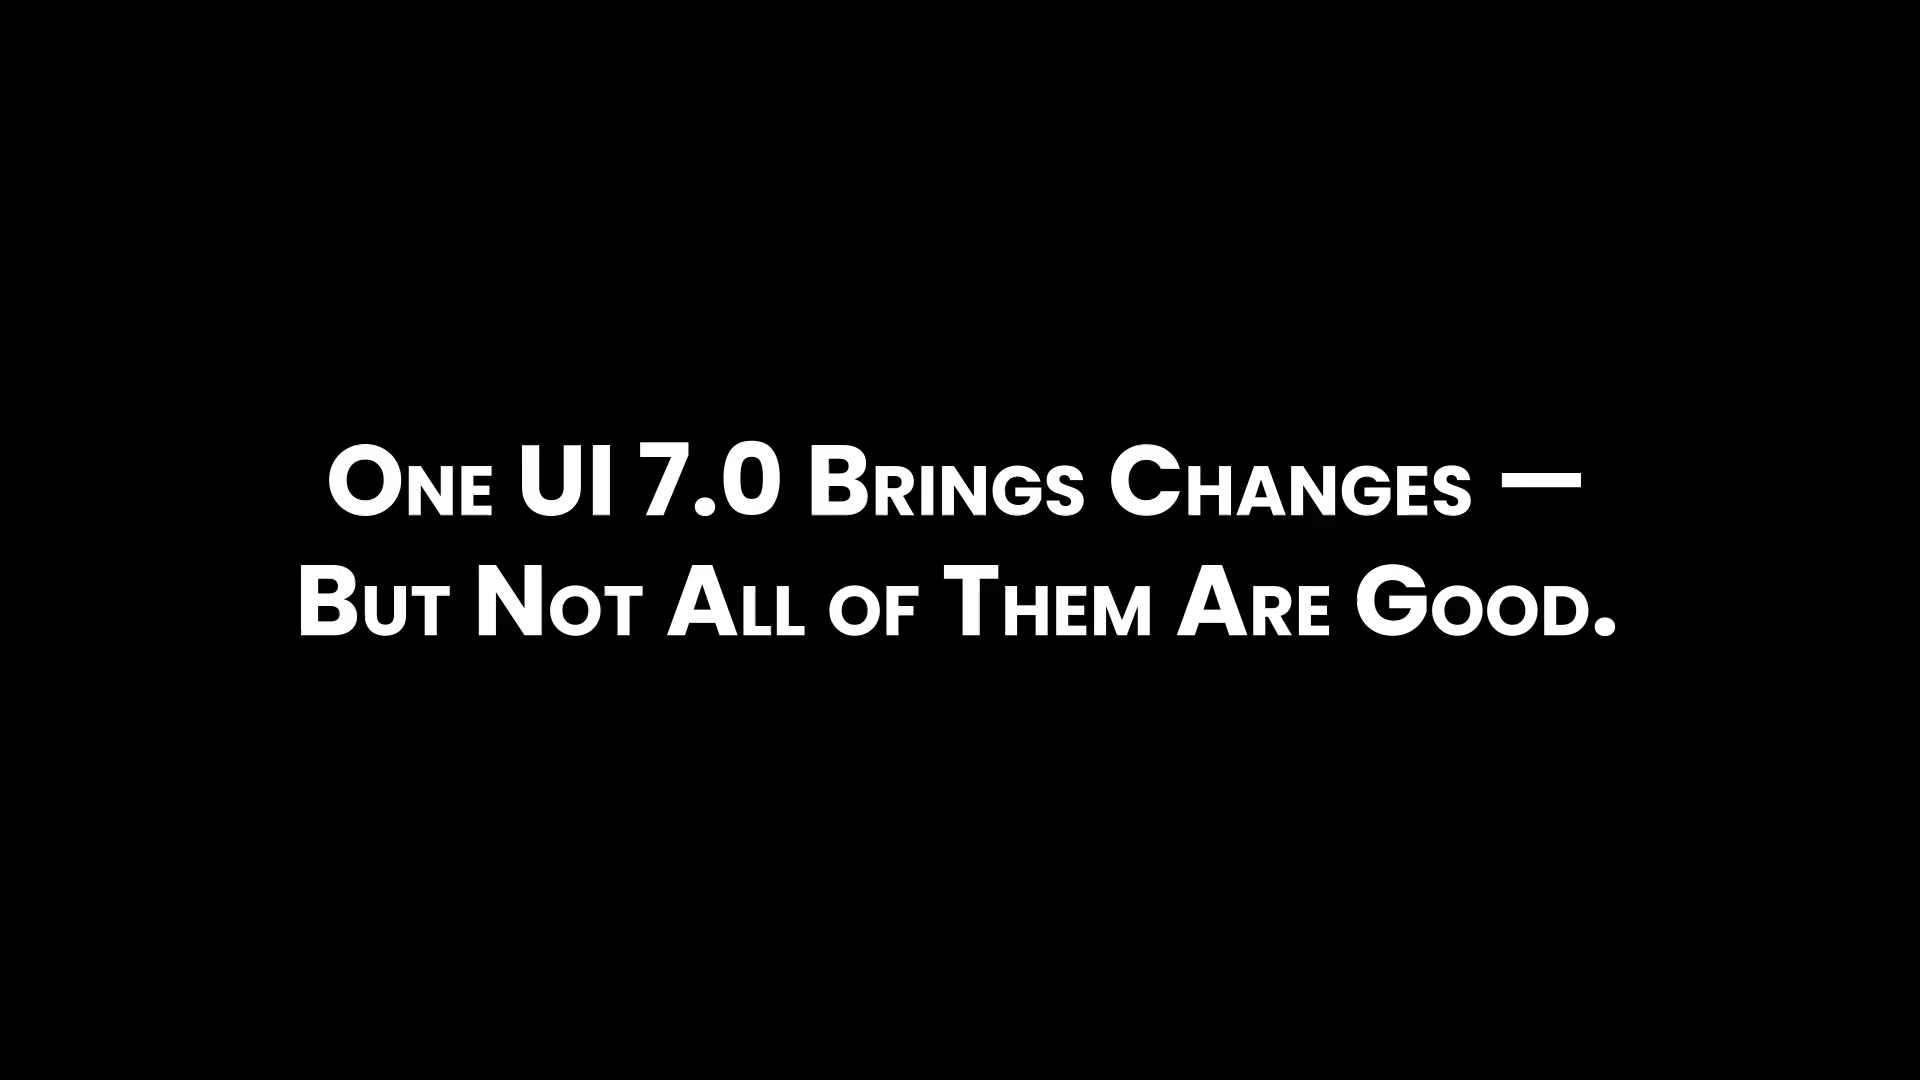 One UI 7.0 Brings Changes —
But Not All of Them Are Good.